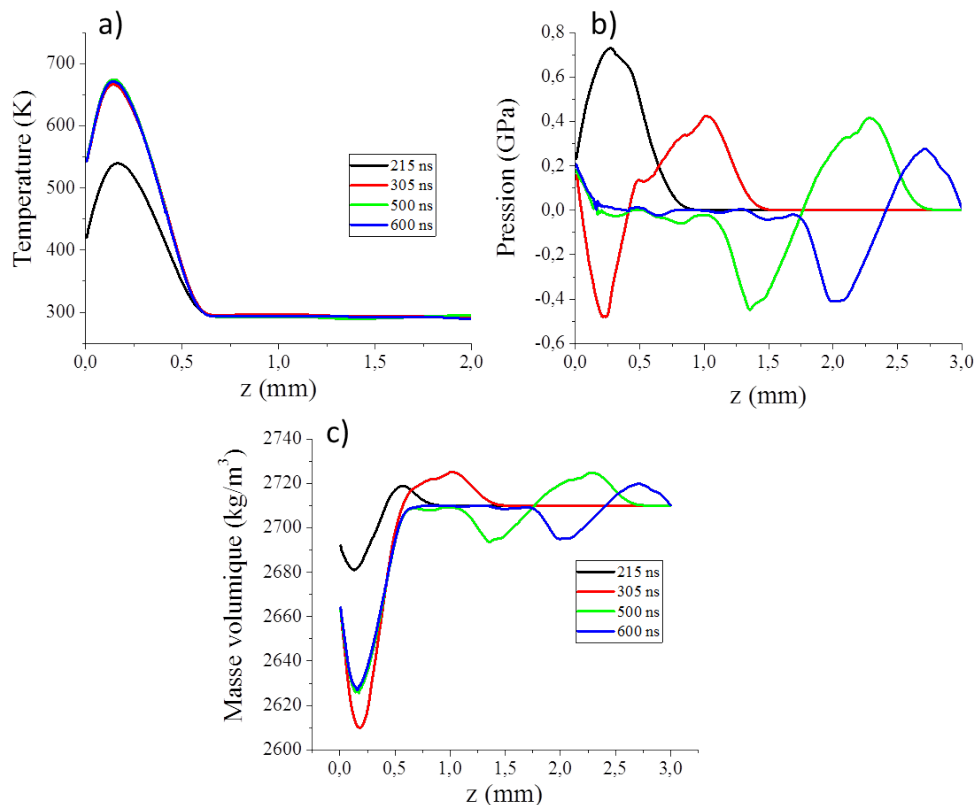 a)
Temperature (K)
700
600
500
400
300
0,0 0,5 1,0 1,5 2,0
z (mm)
215 ns
305 ns
500 ns
600 ns
b)
Pression (GPa)
0,8
0,6
0,4
0,2
0,0
-0,2
-0,4
-0,6
0,0 0,5 1,0 1,5 2,0 2,5 3,0
z (mm)
c)
Masse volumique (kg/m³)
2740
2720
2700
2680
2660
2640
2620
2600
0,0 0,5 1,0 1,5 2,0 2,5 3,0
z (mm)
215 ns
305 ns
500 ns
600 ns